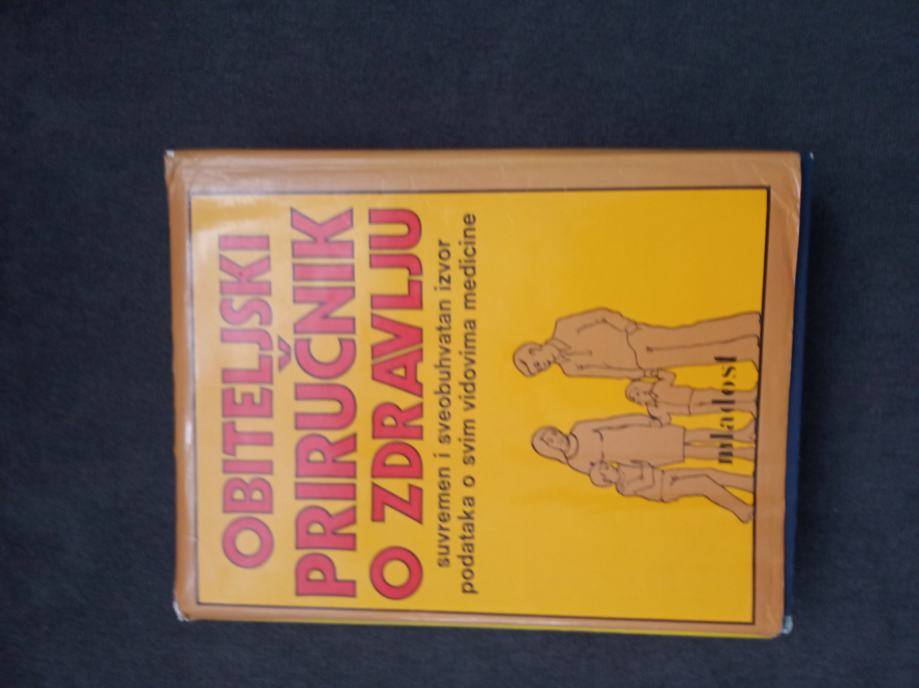 OBITELJSKI
PRIRUČNIK
O ZDRAVLJU
suvremen i sveobuhvatan izvor
podataka o svim vidovima medicine
mladost